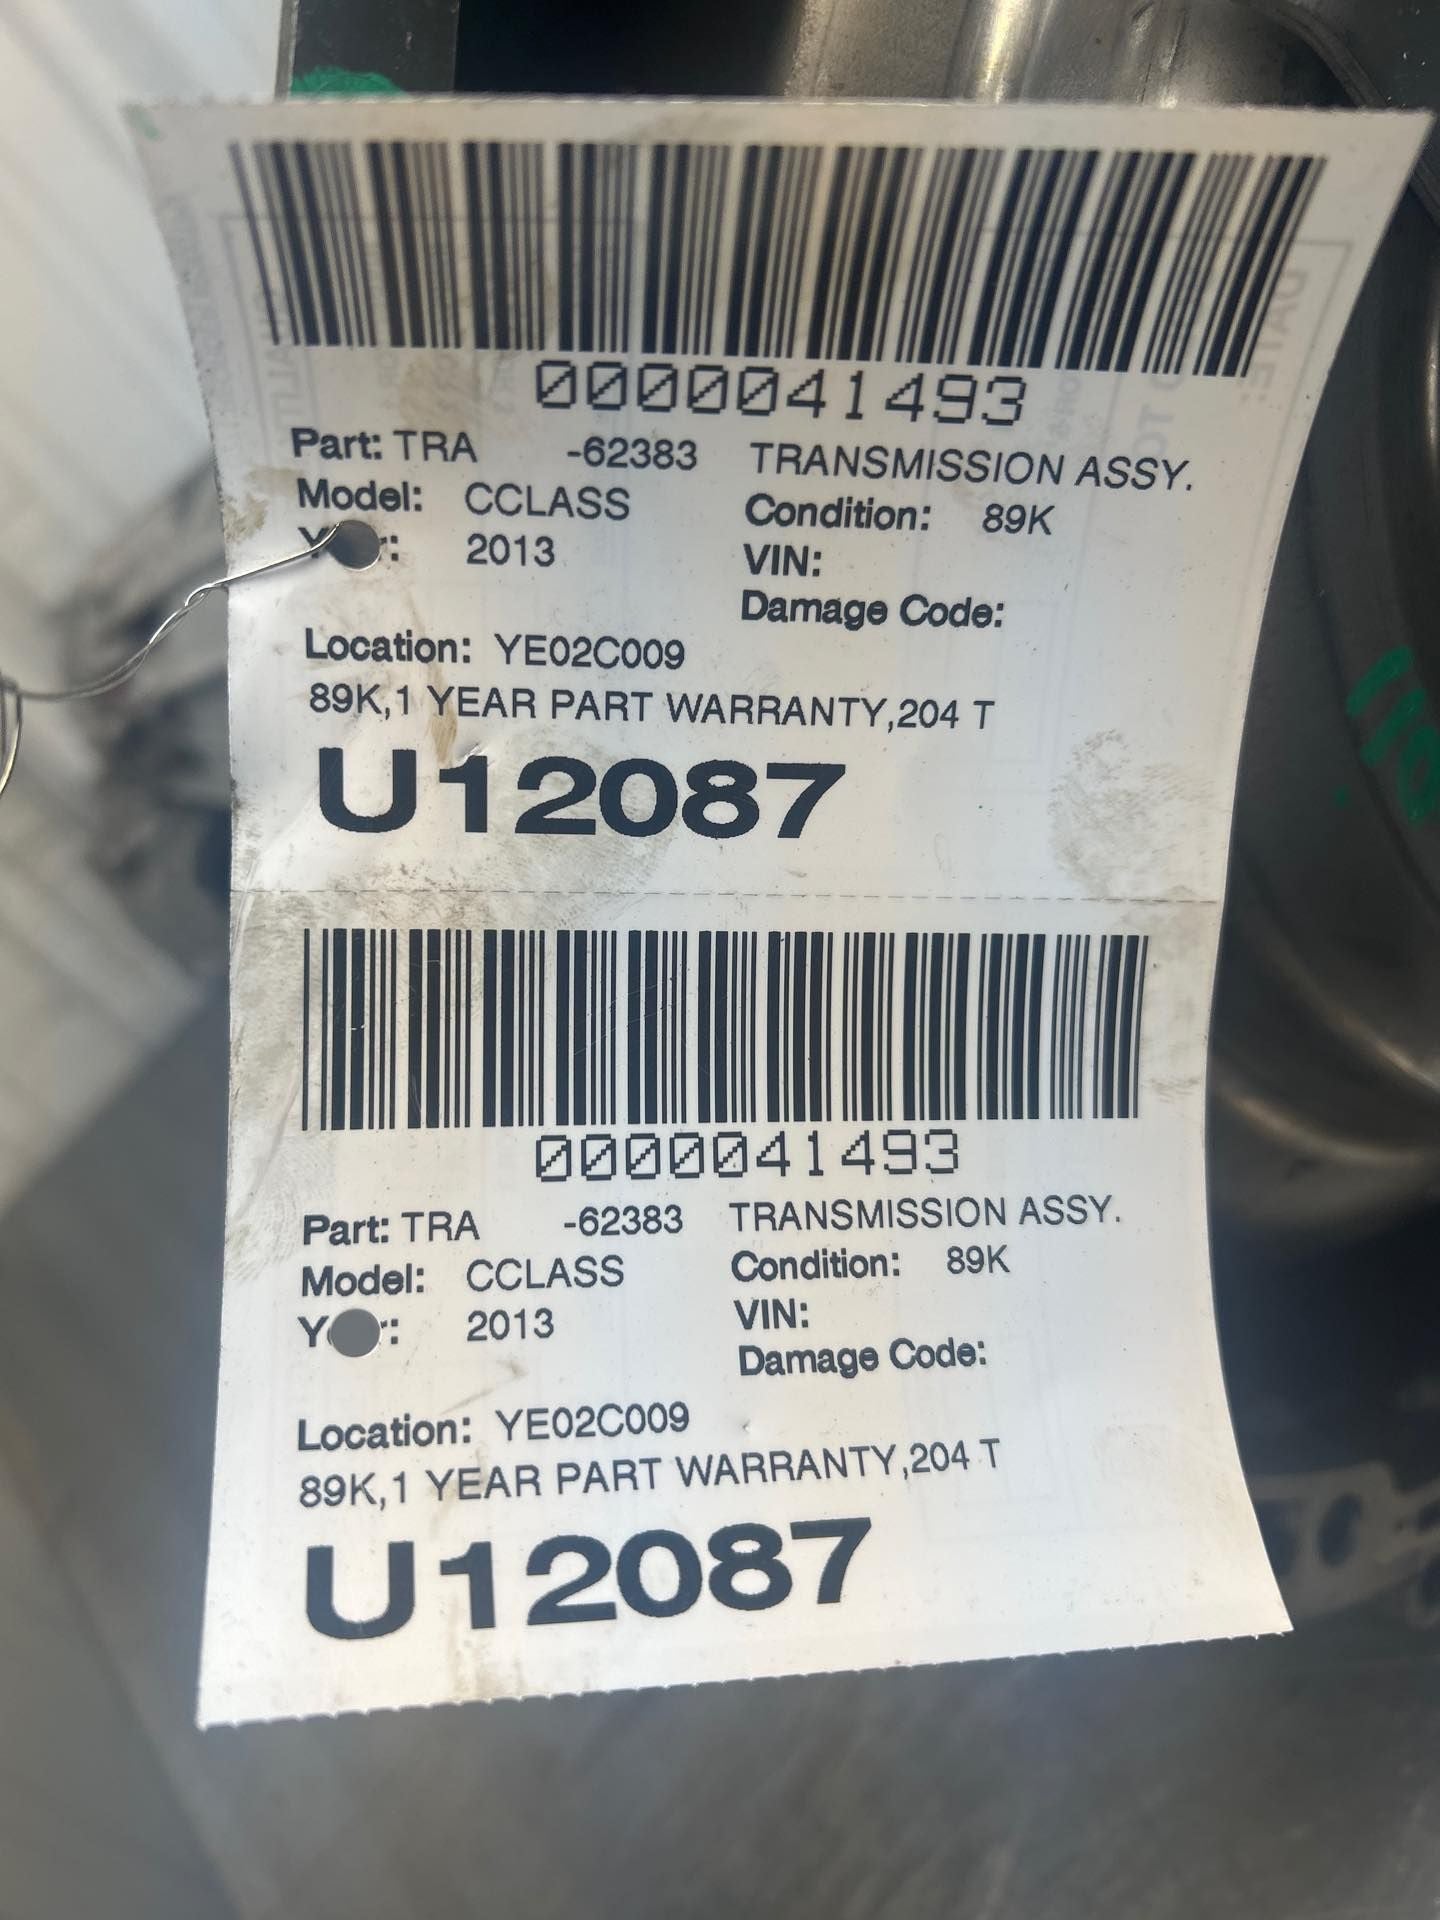 0000041493
Part: TRA -62383 TRANSMISSION ASSY.
Model: CCLASS Condition: 89K
2013 VIN:
Damage Code:
Location: YE02C009
89K,1 YEAR PART WARRANTY,204 T
U12087
0000041493
Part: TRA -62383 TRANSMISSION ASSY.
Model: CCLASS Condition: 89K
2013 VIN:
Damage Code:
Location: YE02C009
89K,1 YEAR PART WARRANTY,204 T
U12087